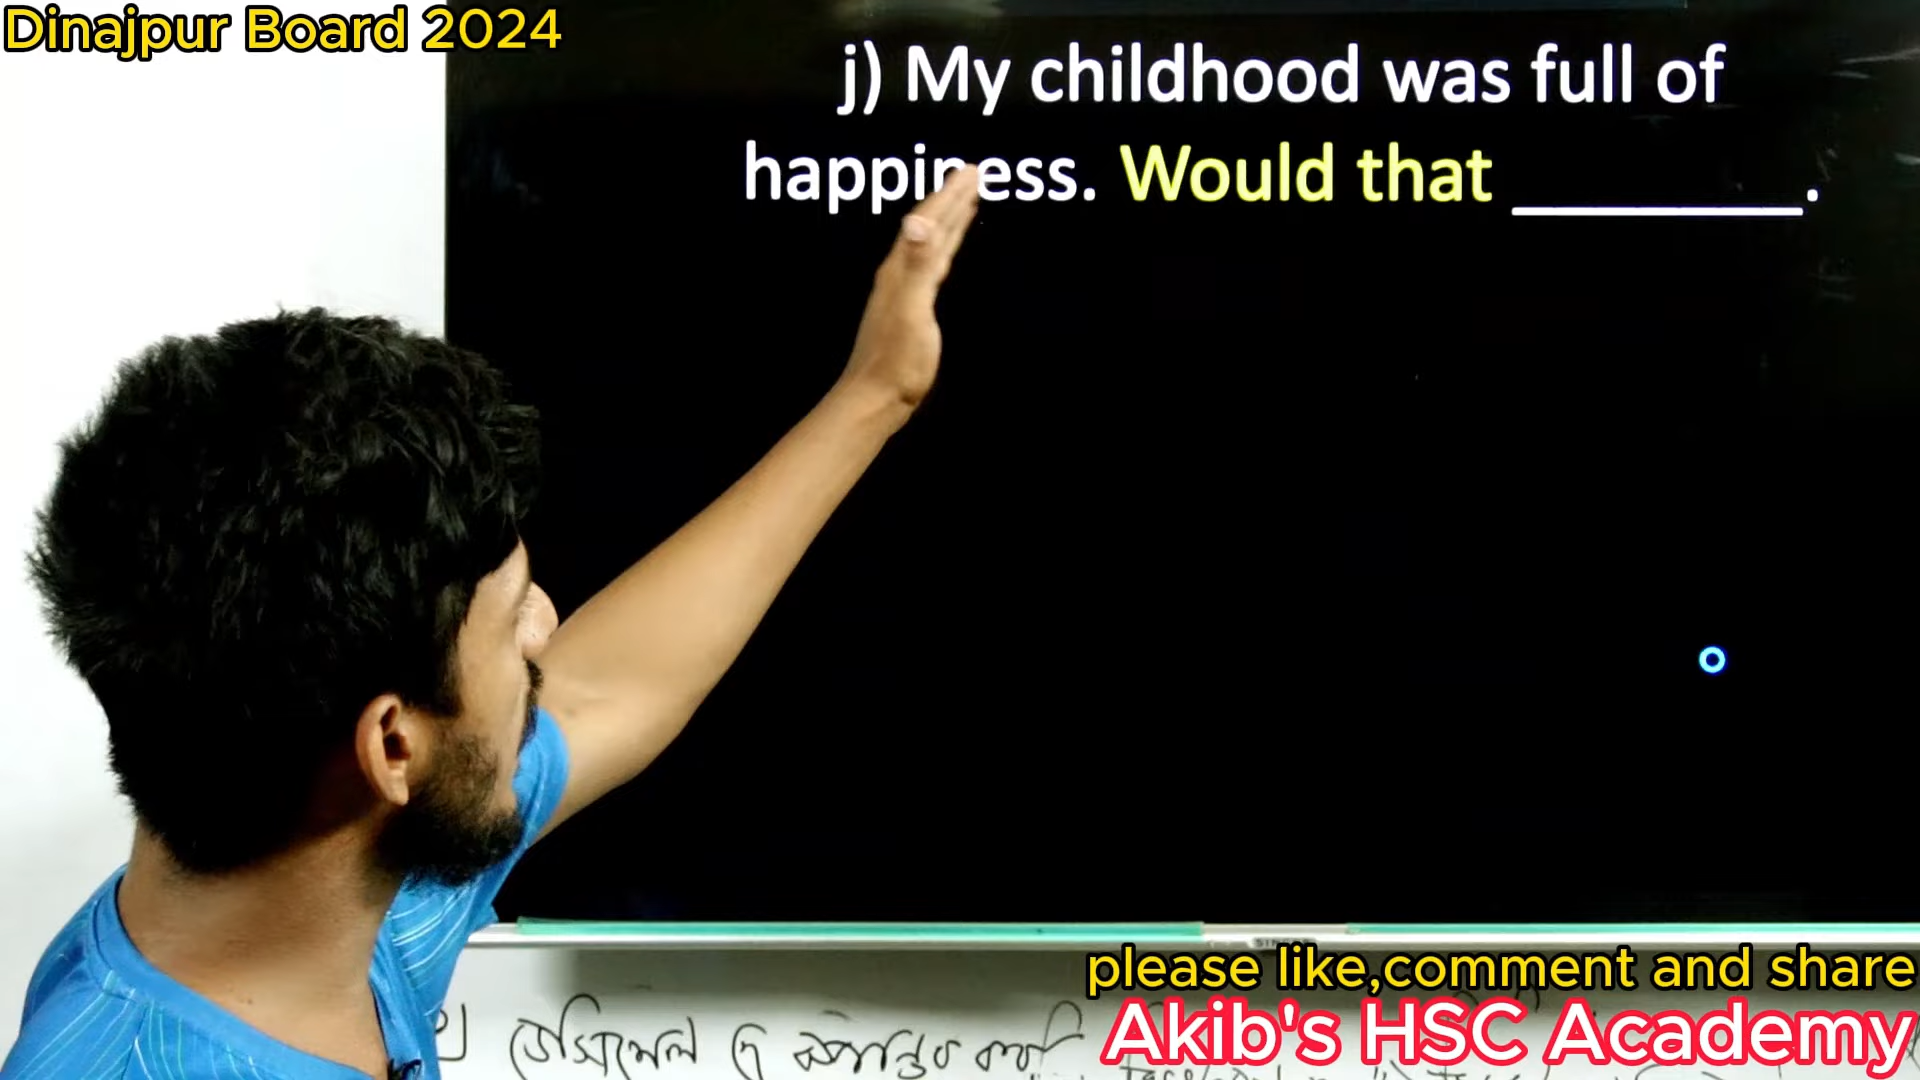 Dinajpur Board 2024
j) My childhood was full of
happiness. Would that ________.
please like,comment and share
Akib's HSC Academy